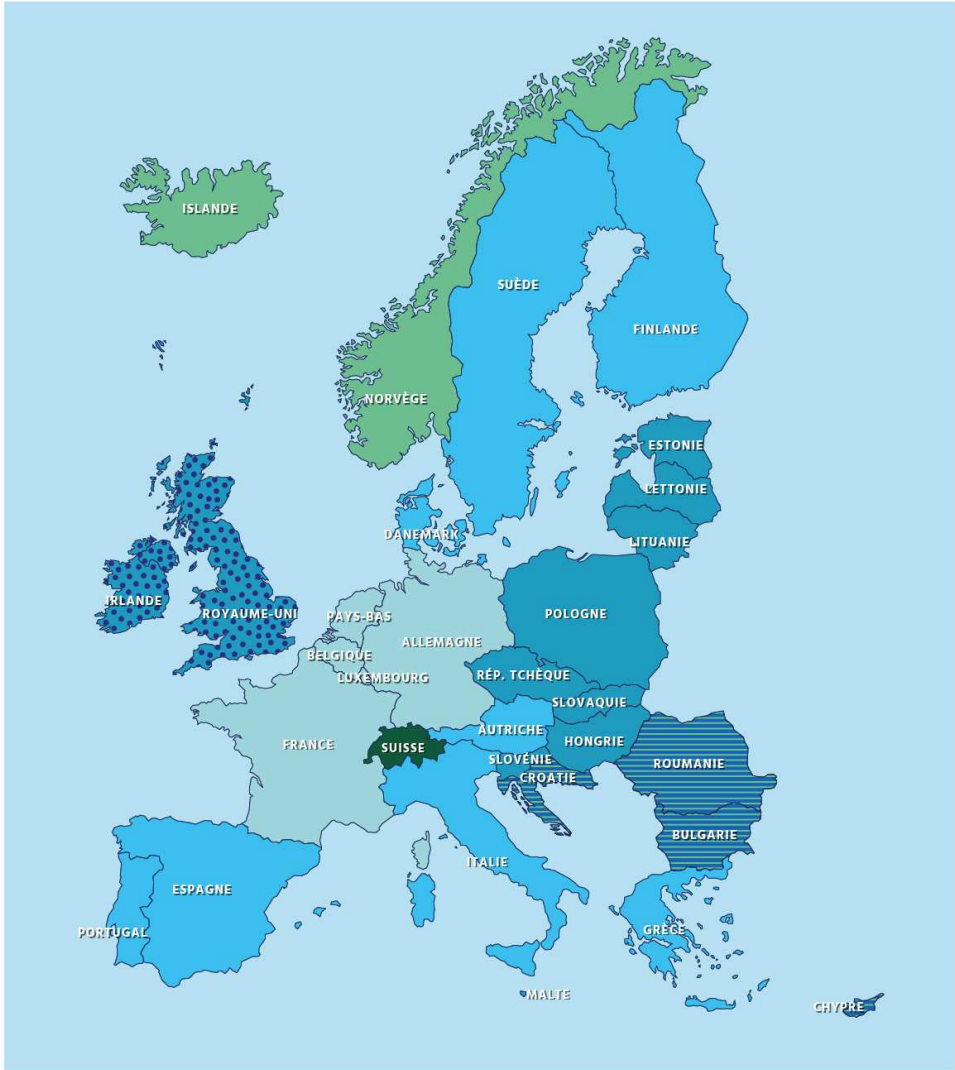 ISLANDE
SUÈDE
FINLANDE
NORVÈGE
ESTONIE
LETTONIE
DANEMARK
LITUANIE
IRLANDE
ROYAUME-UNI
PAYS-BAS
POLOGNE
ALLEMAGNE
BELGIQUE
LUXEMBOURG
RÉP. TCHÈQUE
SLOVAQUIE
AUTRICHE
FRANCE
SUISSE
HONGRIE
SLOVÉNIE
ROUMANIE
CROATIE
BULGARIE
ITALIE
ESPAGNE
PORTUGAL
GRÈCE
MALTE
CHYPRE